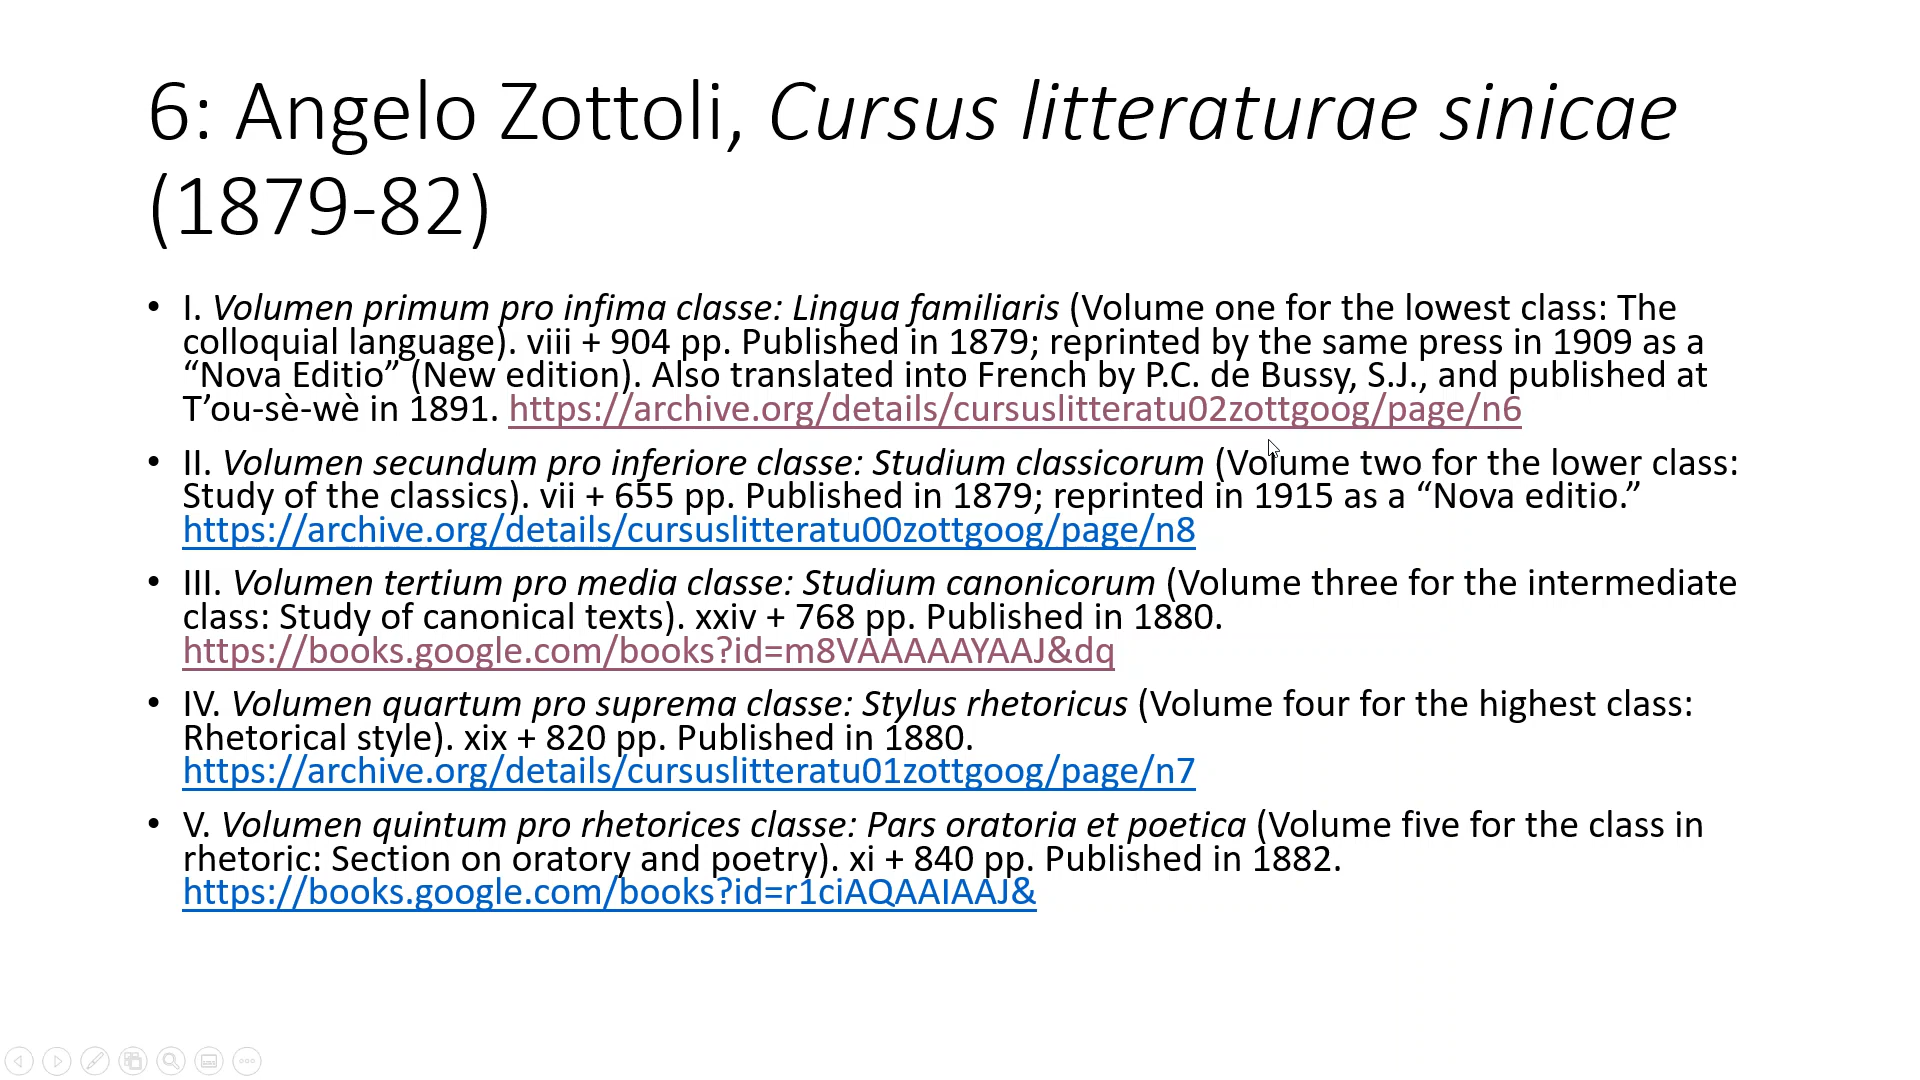 6: Angelo Zottoli, Cursus litteraturae sinicae
(1879-82)
• I. Volumen primum pro infima classe: Lingua familiaris (Volume one for the lowest class: The
colloquial language). viii + 904 pp. Published in 1879; reprinted by the same press in 1909 as a
“Nova Editio” (New edition). Also translated into French by P.C. de Bussy, S.J., and published at
T’ou-sè-wè in 1891. https://archive.org/details/cursuslitteratu02zottgoog/page/n6
• II. Volumen secundum pro inferiore classe: Studium classicorum (Volume two for the lower class:
Study of the classics). vii + 655 pp. Published in 1879; reprinted in 1915 as a “Nova editio.”
https://archive.org/details/cursuslitteratu00zottgoog/page/n8
• III. Volumen tertium pro media classe: Studium canonicorum (Volume three for the intermediate
class: Study of canonical texts). xxiv + 768 pp. Published in 1880.
https://books.google.com/books?id=m8VAAAAAYAAJ&dq
• IV. Volumen quartum pro suprema classe: Stylus rhetoricus (Volume four for the highest class:
Rhetorical style). xix + 820 pp. Published in 1880.
https://archive.org/details/cursuslitteratu01zottgoog/page/n7
• V. Volumen quintum pro rhetorices classe: Pars oratoria et poetica (Volume five for the class in
rhetoric: Section on oratory and poetry). xi + 840 pp. Published in 1882.
https://books.google.com/books?id=r1ciAQAAIAAJ&